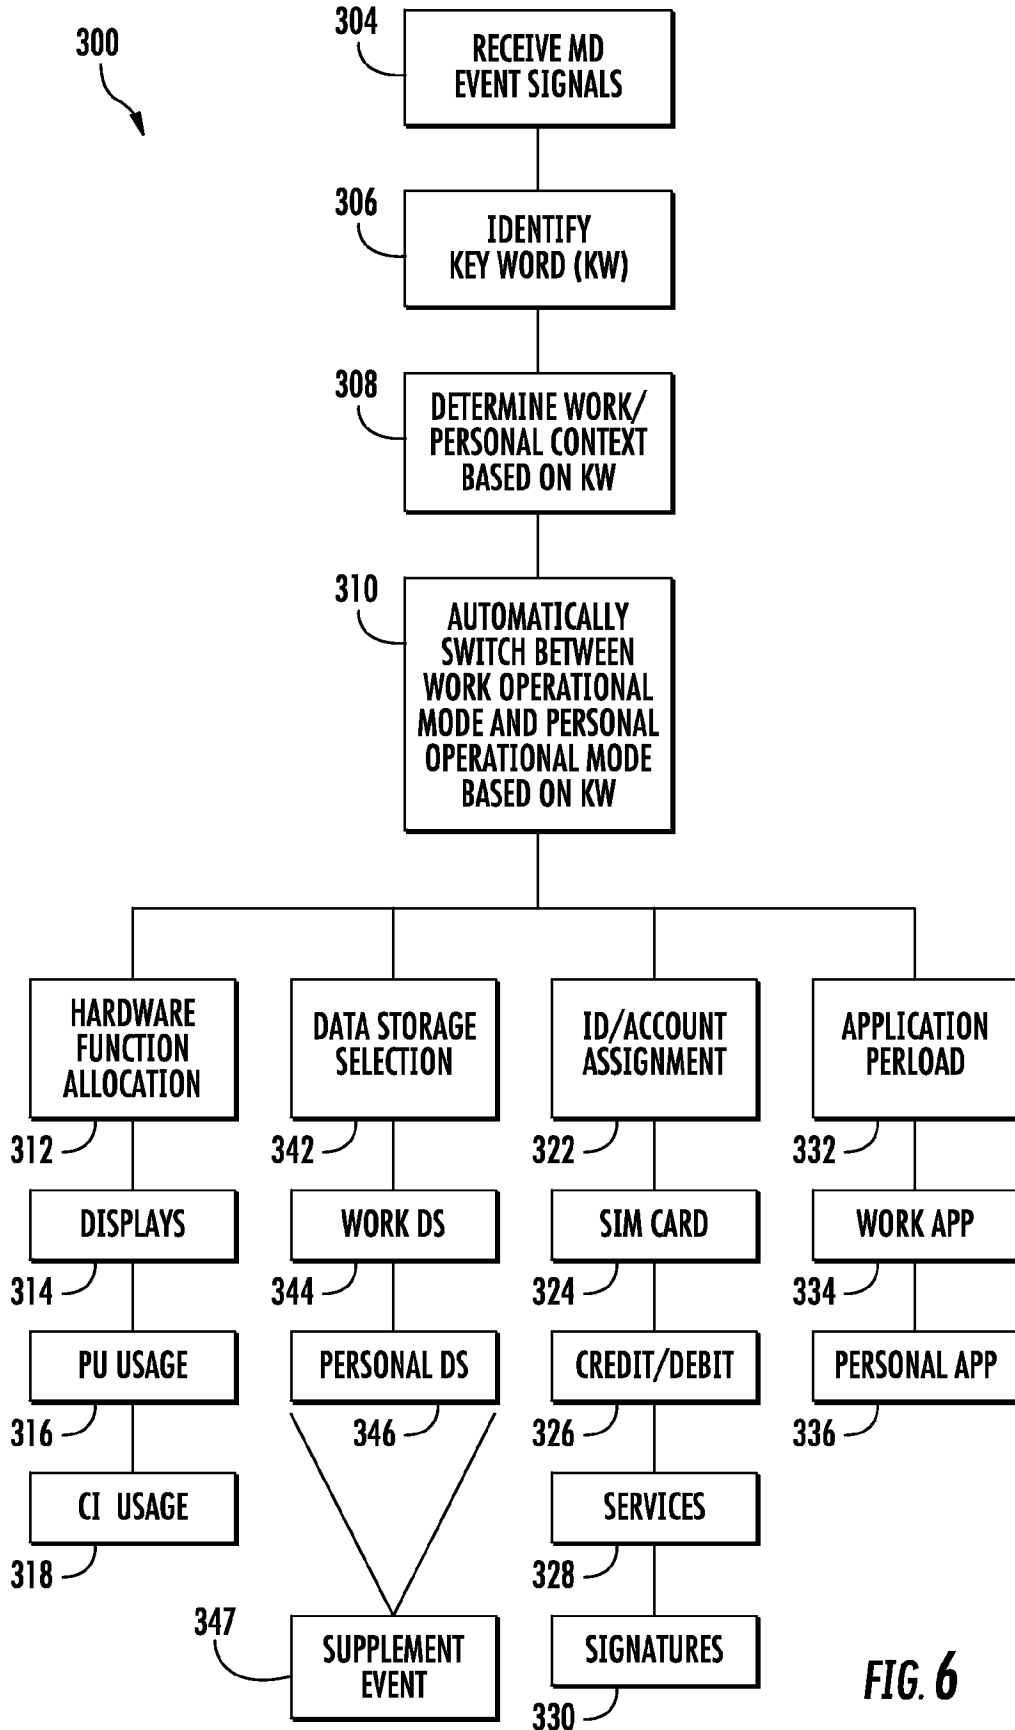 300
304
RECEIVE MD
EVENT SIGNALS
306
IDENTIFY
KEY WORD (KW)
308
DETERMINE WORK/
PERSONAL CONTEXT
BASED ON KW
310
AUTOMATICALLY
SWITCH BETWEEN
WORK OPERATIONAL
MODE AND PERSONAL
OPERATIONAL MODE
BASED ON KW
HARDWARE
FUNCTION
ALLOCATION
312
DISPLAYS
314
PU USAGE
316
CI USAGE
318
DATA STORAGE
SELECTION
342
WORK DS
344
PERSONAL DS
346
347
SUPPLEMENT
EVENT
ID/ACCOUNT
ASSIGNMENT
322
SIM CARD
324
CREDIT/DEBIT
326
SERVICES
328
SIGNATURES
330
APPLICATION
PERLOAD
332
WORK APP
334
PERSONAL APP
336
FIG. 6